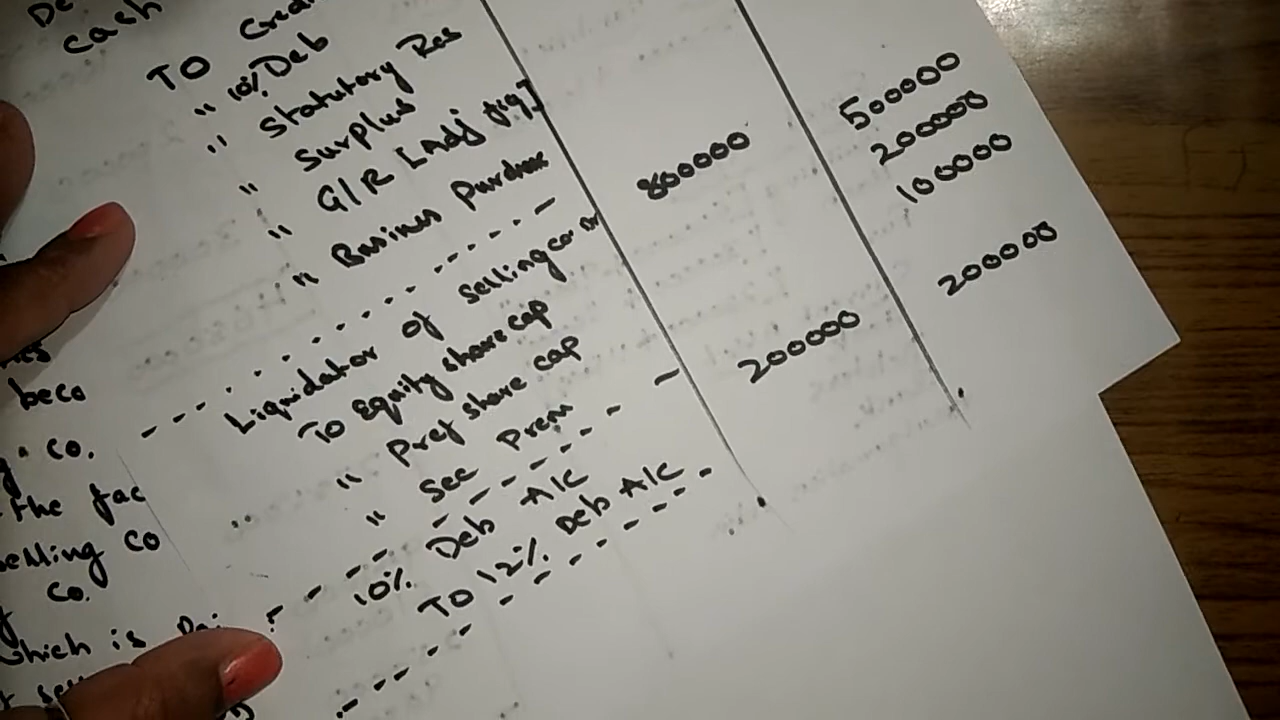 De
Cash
TO Cred
" 10% Deb
" Statutory Res
" Surplus
" G/R [Adj fig]
" Business Purchase
Liquidator of selling co Dr 800000
To Equity share cap 500000
" Pref share cap 200000
" Sec Prem 100000
10% Deb A/C 200000
TO 12% Deb A/C 200000
beco
co.
the fac
selling co
co.
which is